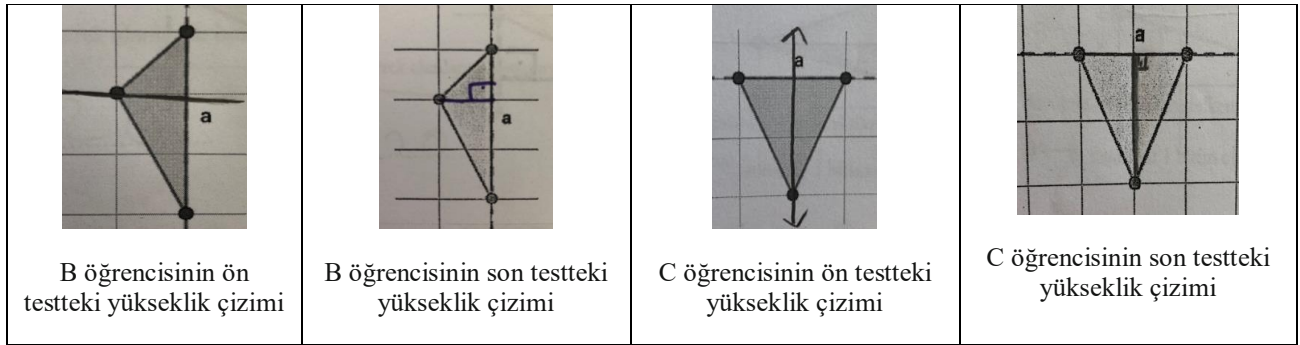 a
a
a
a
B öğrencisinin ön
testteki yükseklik çizimi
B öğrencisinin son testteki
yükseklik çizimi
C öğrencisinin ön testteki
yükseklik çizimi
C öğrencisinin son testteki
yükseklik çizimi